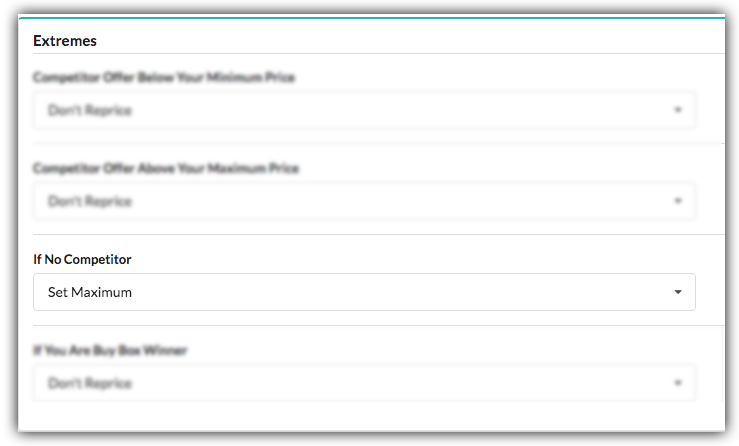 Extremes
Competitor Offer Below Your Minimum Price
Don't Reprice
Competitor Offer Above Your Maximum Price
Don't Reprice
If No Competitor
Set Maximum
If You Are Buy Box Winner
Don't Reprice